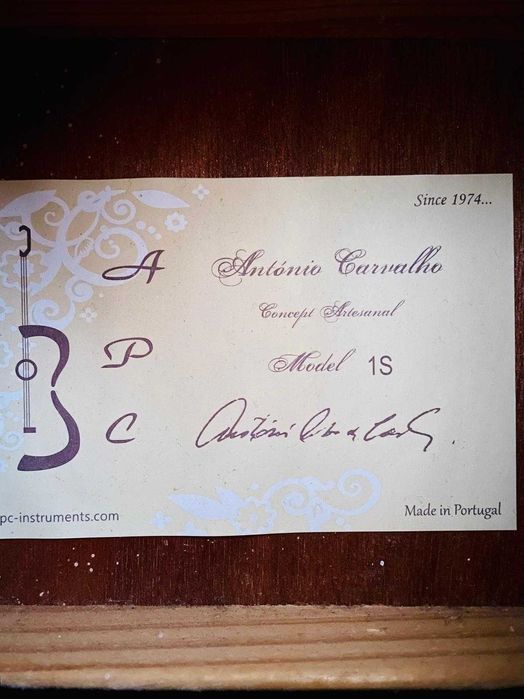 Since 1974...
A
António Carvalho
Concept Artesanal
P
Model 1S
C
pc-instruments.com
Made in Portugal